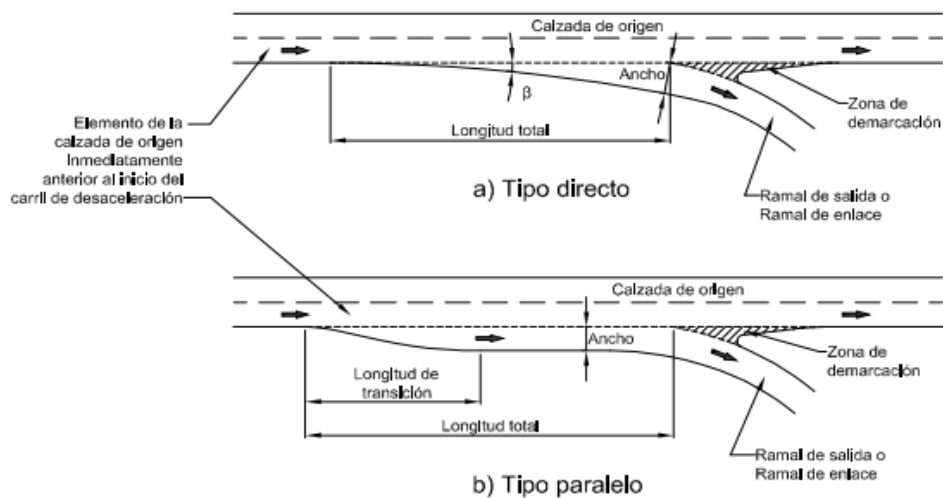 Calzada de origen
Ancho
β
Longitud total
Zona de
demarcación
Elemento de la
calzada de origen
Inmediatamente
anterior al inicio del
carril de desaceleración
a) Tipo directo
Ramal de salida o
Ramal de enlace
Calzada de origen
Ancho
Zona de
demarcación
Longitud de
transición
Longitud total
Ramal de salida o
Ramal de enlace
b) Tipo paralelo